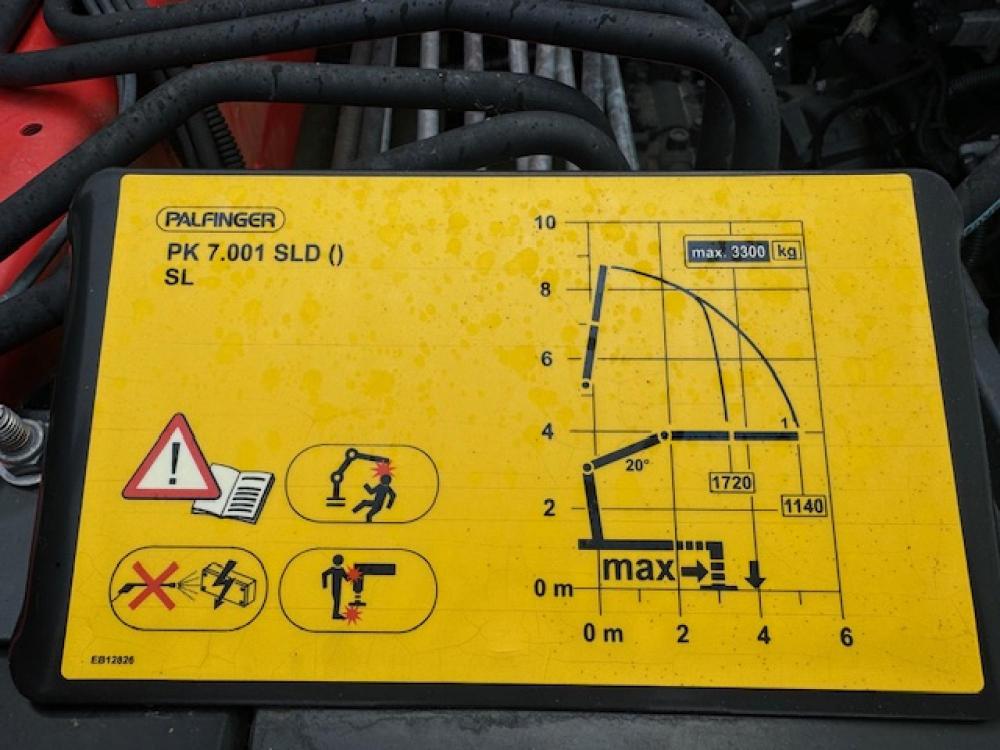 PALFINGER
PK 7.001 SLD ()
SL
10
max. 3300 kg
8
6
4
1
20°
1720
1140
2
max
0 m
0 m 2 4 6
EB12826